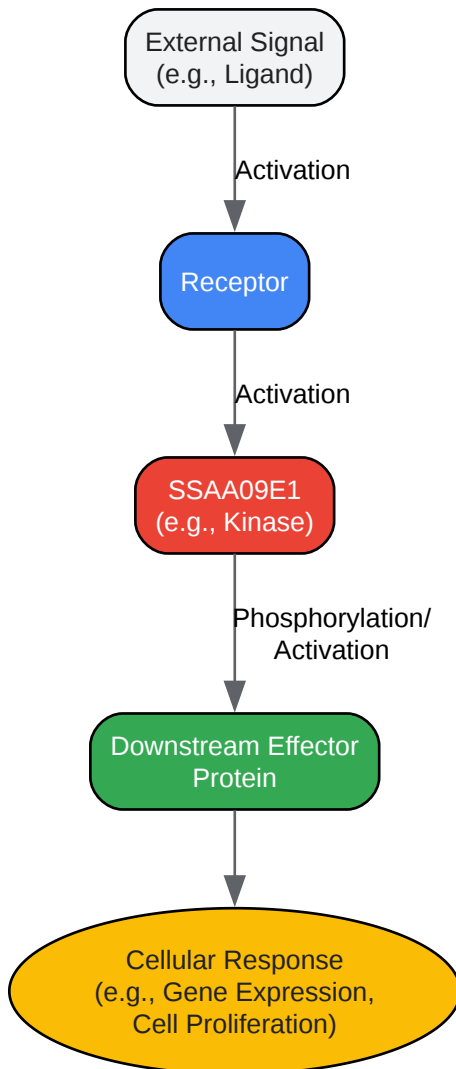 External Signal
(e.g., Ligand)
Activation
Receptor
Activation
SSAA09E1
(e.g., Kinase)
Phosphorylation/
Activation
Downstream Effector
Protein
Cellular Response
(e.g., Gene Expression,
Cell Proliferation)